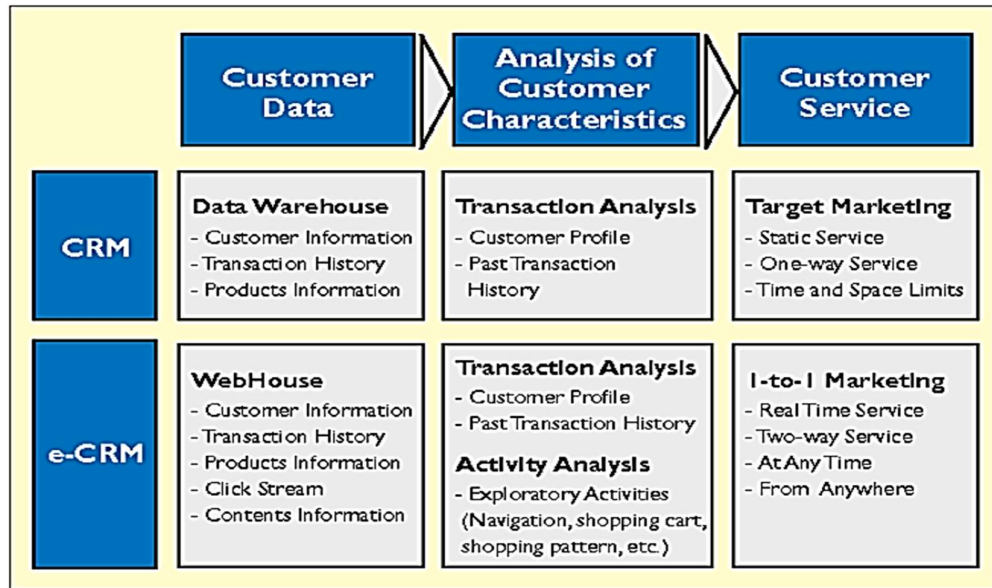 Customer
Data
Analysis of
Customer
Characteristics
Customer
Service
CRM
Data Warehouse
- Customer Information
- Transaction History
- Products Information
Transaction Analysis
- Customer Profile
- Past Transaction
History
Target Marketing
- Static Service
- One-way Service
- Time and Space Limits
e-CRM
WebHouse
- Customer Information
- Transaction History
- Products Information
- Click Stream
- Contents Information
Transaction Analysis
- Customer Profile
- Past Transaction History
Activity Analysis
- Exploratory Activities
(Navigation, shopping cart,
shopping pattern, etc.)
1-to-1 Marketing
- Real Time Service
- Two-way Service
- At Any Time
- From Anywhere